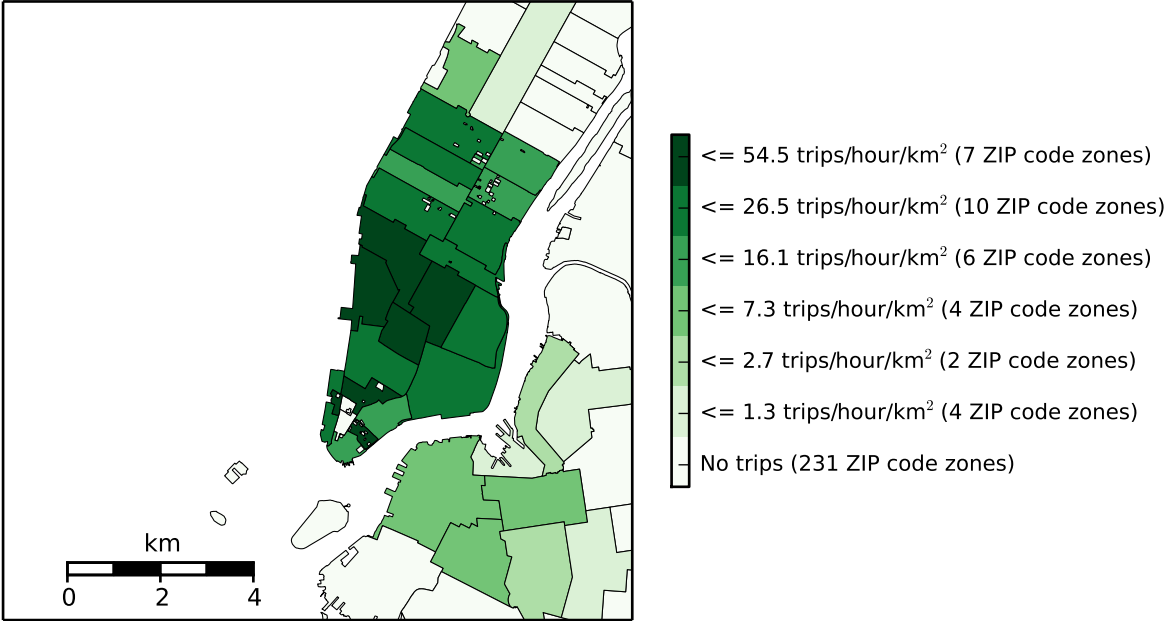 <= 54.5 trips/hour/km² (7 ZIP code zones)
<= 26.5 trips/hour/km² (10 ZIP code zones)
<= 16.1 trips/hour/km² (6 ZIP code zones)
<= 7.3 trips/hour/km² (4 ZIP code zones)
<= 2.7 trips/hour/km² (2 ZIP code zones)
<= 1.3 trips/hour/km² (4 ZIP code zones)
No trips (231 ZIP code zones)
km
0 2 4